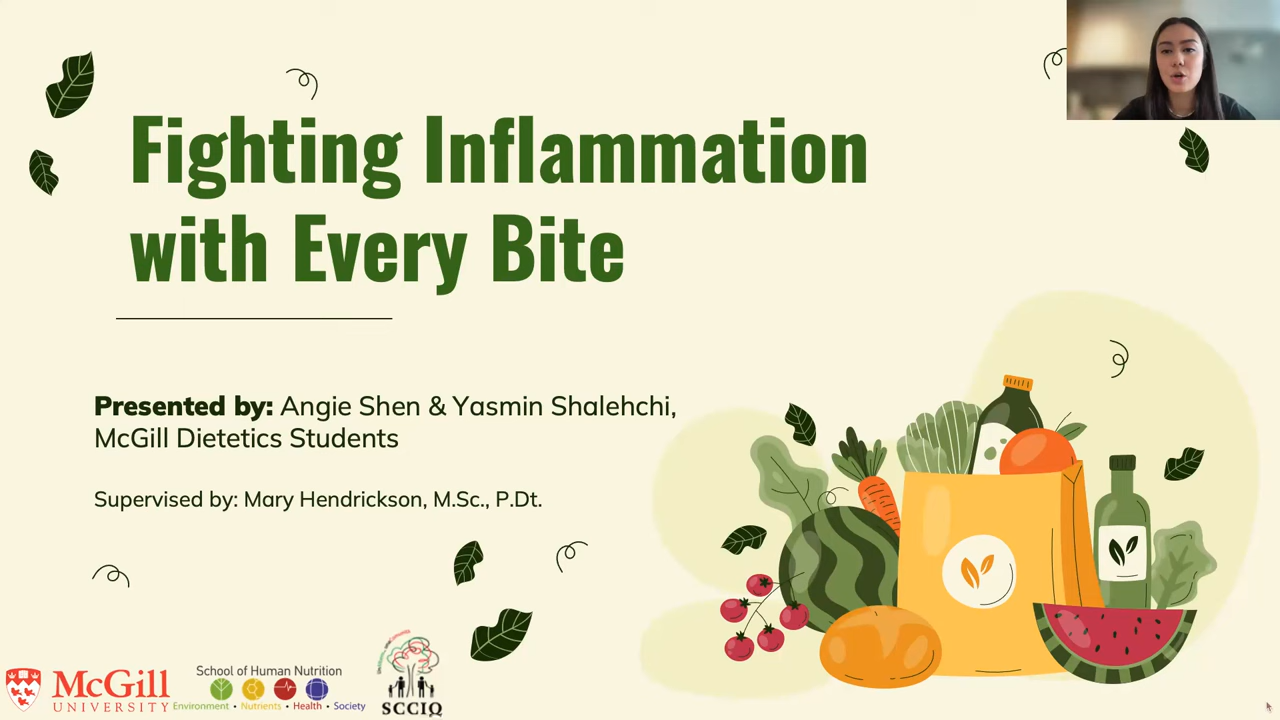 Fighting Inflammation
with Every Bite
Presented by: Angie Shen & Yasmin Shalehchi,
McGill Dietetics Students
Supervised by: Mary Hendrickson, M.Sc., P.Dt.
McGill
UNIVERSITY
School of Human Nutrition
Environment • Nutrients • Health • Society
SCCIQ